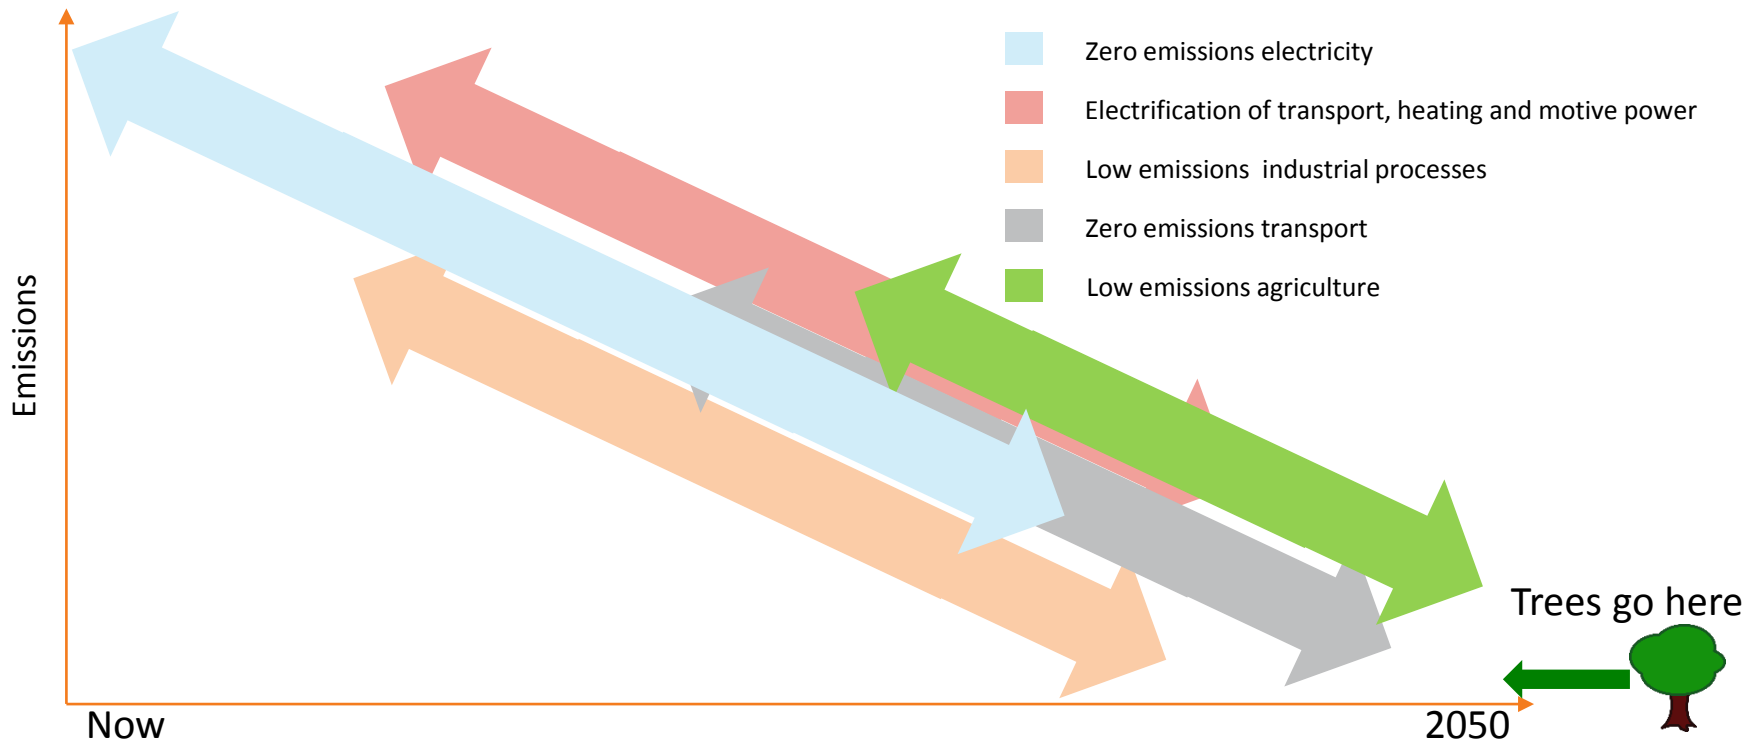 Zero emissions electricity
Electrification of transport, heating and motive power
Low emissions  industrial processes
Zero emissions transport
Low emissions agriculture
Emissions
Trees go here
Now
2050